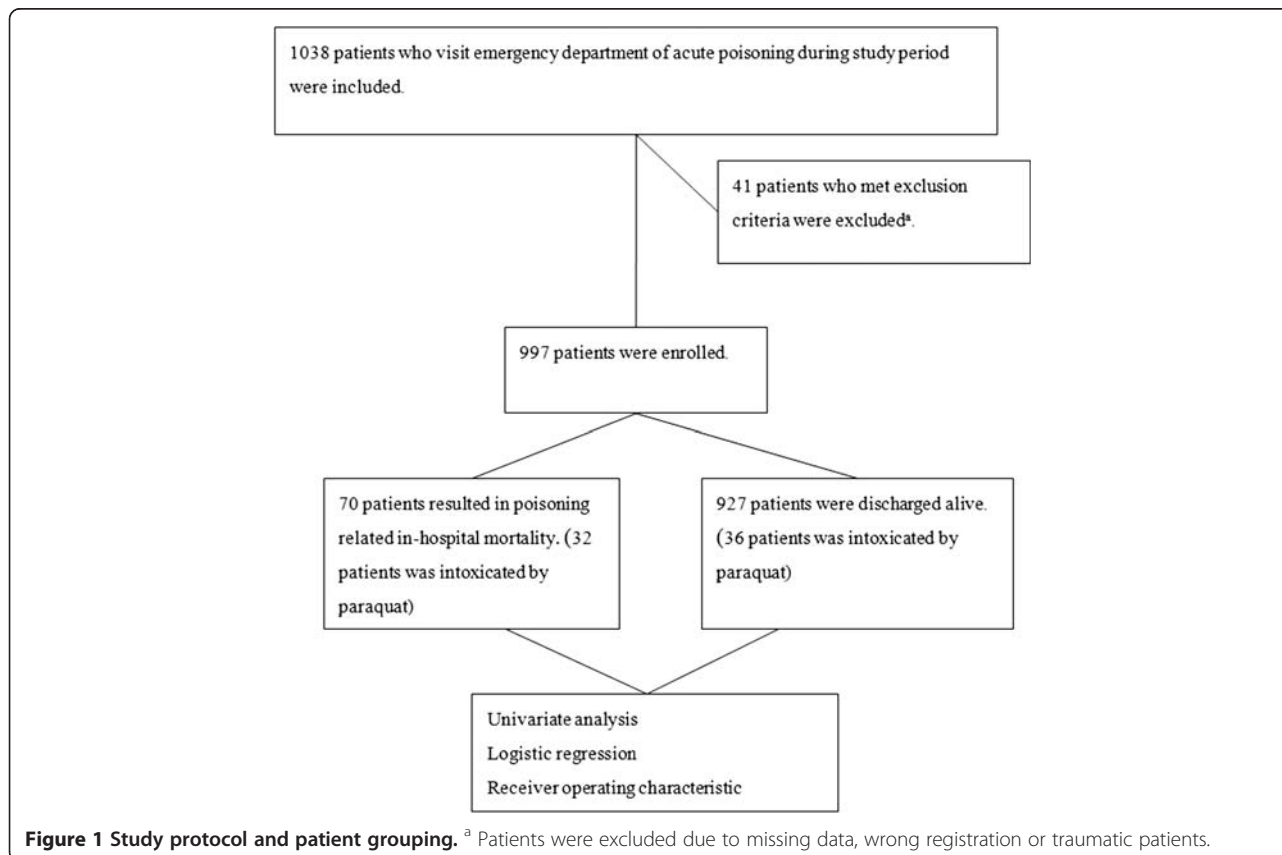 1038 patients who visit emergency department of acute poisoning during study period
were included.
41 patients who met exclusion
criteria were excludedᵃ.
997 patients were enrolled.
70 patients resulted in poisoning
related in-hospital mortality. (32
patients was intoxicated by
paraquat)
927 patients were discharged alive.
(36 patients was intoxicated by
paraquat)
Univariate analysis
Logistic regression
Receiver operating characteristic
Figure 1 Study protocol and patient grouping. ᵃ Patients were excluded due to missing data, wrong registration or traumatic patients.